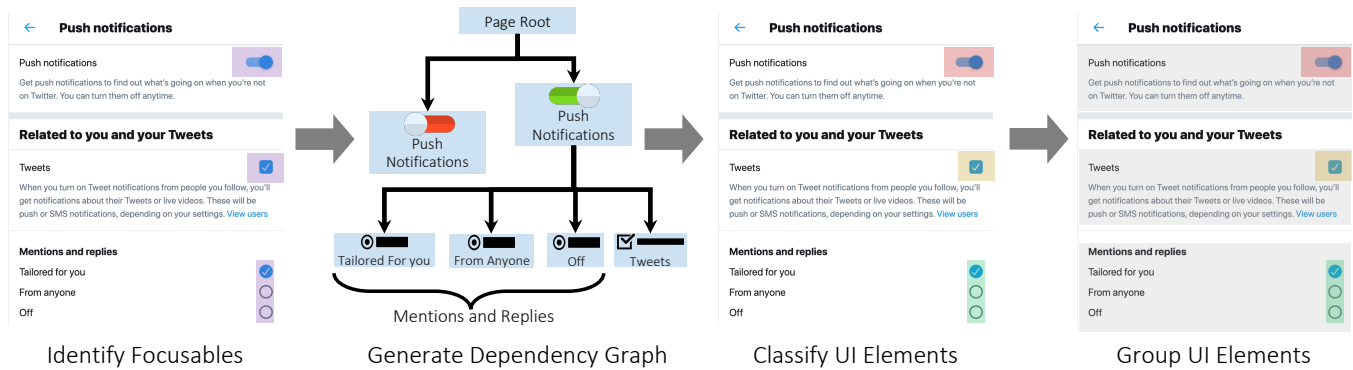 ← Push notifications
Push notifications
Get push notifications to find out what's going on when you're not
on Twitter. You can turn them off anytime.
Related to you and your Tweets
Tweets
When you turn on Tweet notifications from people you follow, you'll
get notifications about their Tweets or live videos. These will be
push or SMS notifications, depending on your settings. View users
Mentions and replies
Tailored for you
From anyone
Off
Identify Focusables
Page Root
Push
Notifications
Push
Notifications
Tailored For you
From Anyone
Off
Tweets
Mentions and Replies
Generate Dependency Graph
← Push notifications
Push notifications
Get push notifications to find out what's going on when you're not
on Twitter. You can turn them off anytime.
Related to you and your Tweets
Tweets
When you turn on Tweet notifications from people you follow, you'll
get notifications about their Tweets or live videos. These will be
push or SMS notifications, depending on your settings. View users
Mentions and replies
Tailored for you
From anyone
Off
Classify UI Elements
← Push notifications
Push notifications
Get push notifications to find out what's going on when you're not
on Twitter. You can turn them off anytime.
Related to you and your Tweets
Tweets
When you turn on Tweet notifications from people you follow, you'll
get notifications about their Tweets or live videos. These will be
push or SMS notifications, depending on your settings. View users
Mentions and replies
Tailored for you
From anyone
Off
Group UI Elements